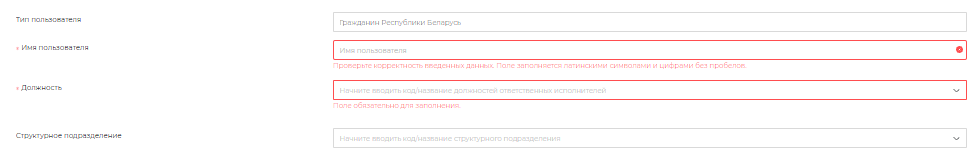 Тип пользователя
Гражданин Республики Беларусь
* Имя пользователя
Имя пользователя
Проверьте корректность введенных данных. Поле заполняется латинскими символами и цифрами без пробелов.
* Должность
Начните вводить код/название должностей ответственных исполнителей
Поле обязательно для заполнения.
Структурное подразделение
Начните вводить код/название структурного подразделения